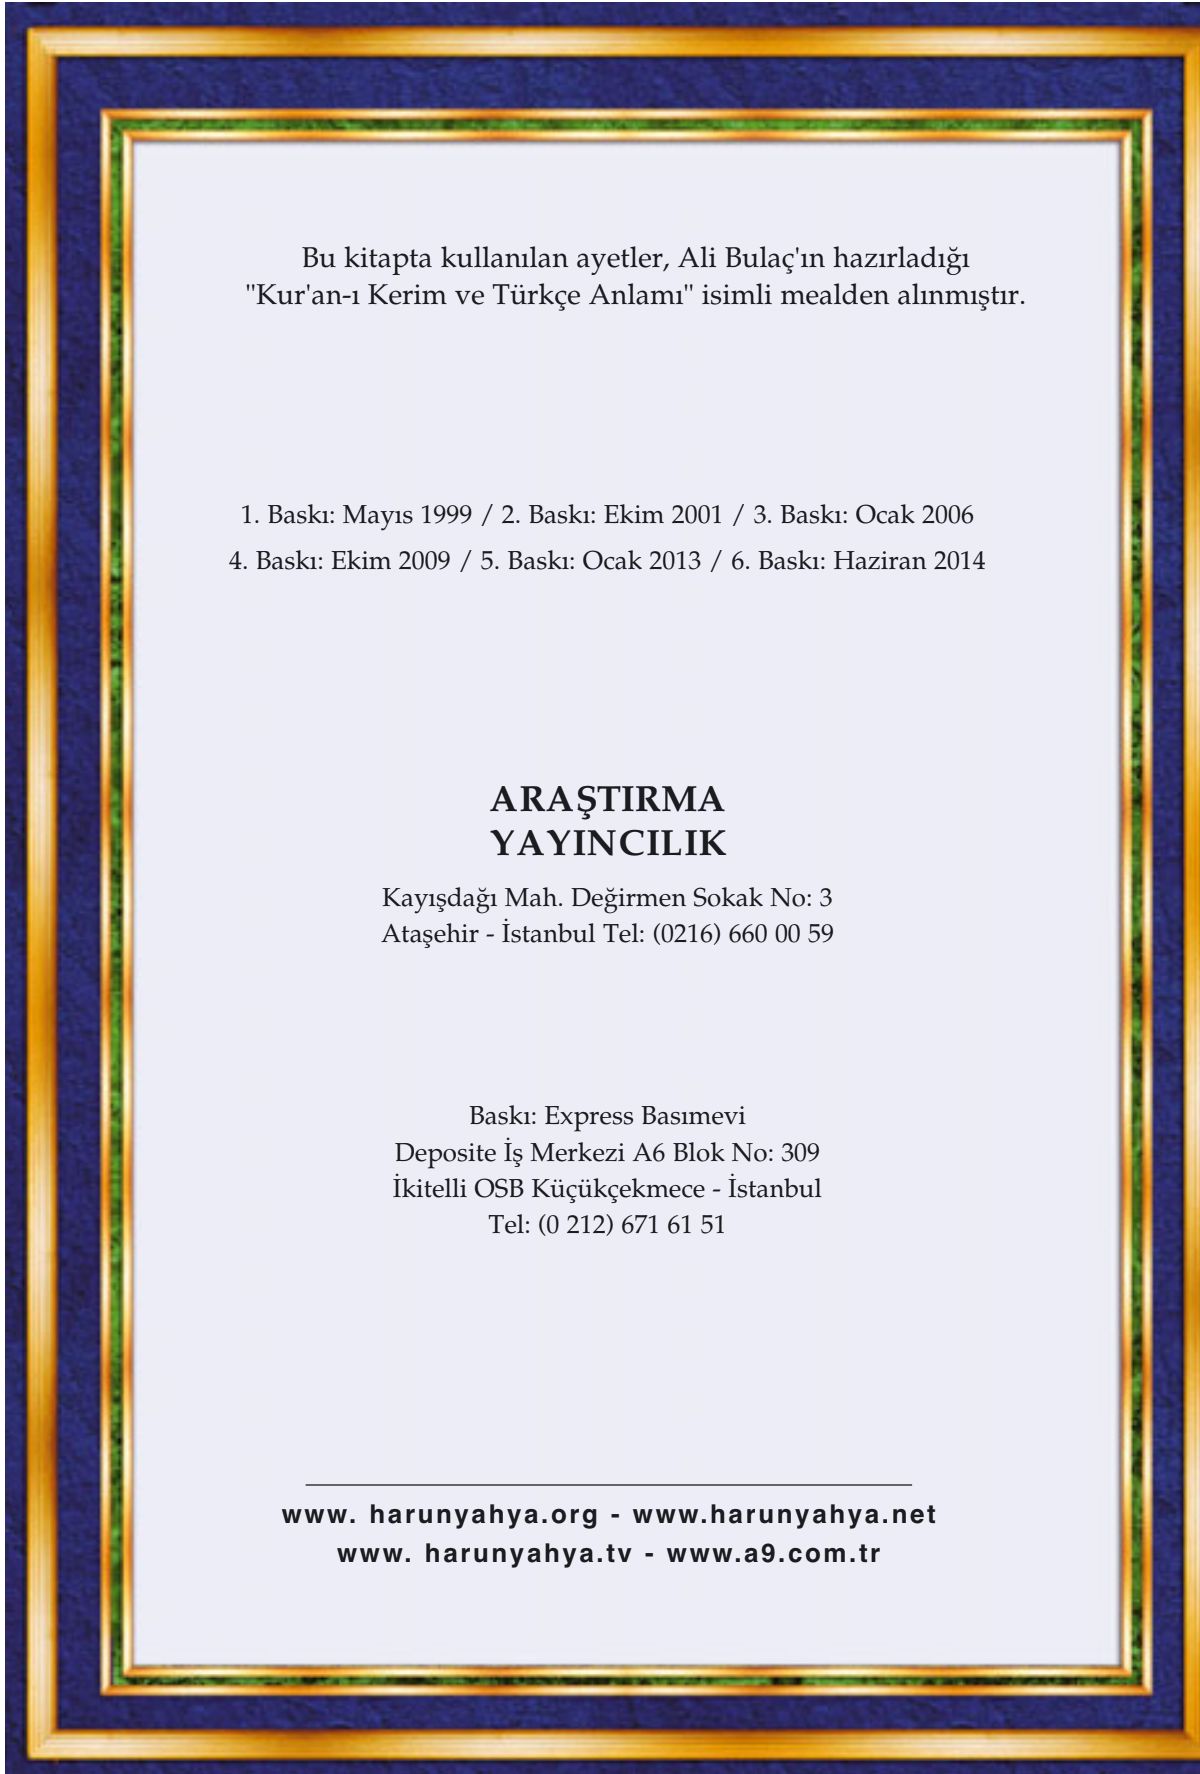 Bu kitapta kullanılan ayetler, Ali Bulaç'ın hazırladığı
"Kur'an-ı Kerim ve Türkçe Anlamı" isimli mealden alınmıştır.
1. Baskı: Mayıs 1999 / 2. Baskı: Ekim 2001 / 3. Baskı: Ocak 2006
4. Baskı: Ekim 2009 / 5. Baskı: Ocak 2013 / 6. Baskı: Haziran 2014
ARAŞTIRMA
YAYINCILIK
Kayışdağı Mah. Değirmen Sokak No: 3
Ataşehir - İstanbul Tel: (0216) 660 00 59
Baskı: Express Basımevi
Deposite İş Merkezi A6 Blok No: 309
İkitelli OSB Küçükçekmece - İstanbul
Tel: (0 212) 671 61 51
www. harunyahya.org - www.harunyahya.net
www. harunyahya.tv - www.a9.com.tr